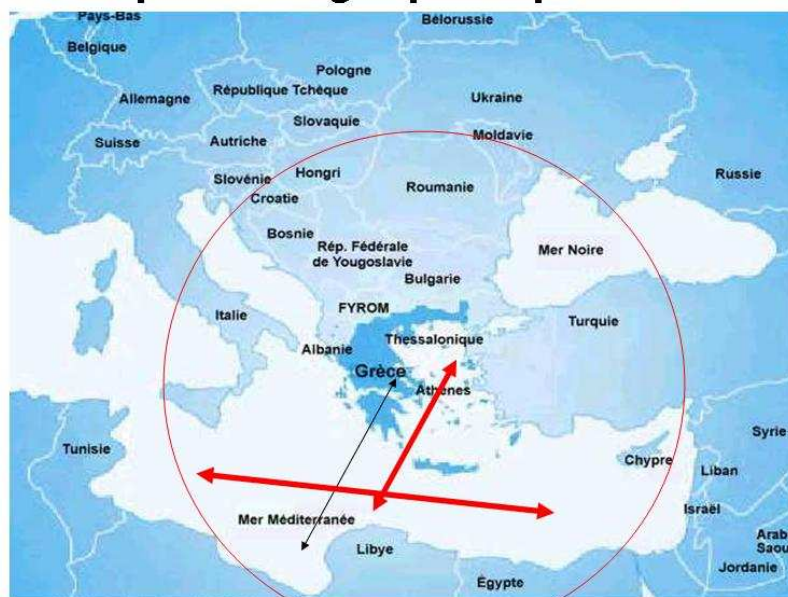 Pays-Bas
Bélorussie
Belgique
Pologne
République Tchèque
Allemagne
Ukraine
Slovaquie
Moldavie
Suisse
Autriche
Hongri
Slovénie
Roumanie
Russie
Croatie
Bosnie
Rép. Fédérale
de Yougoslavie
Mer Noire
Bulgarie
FYROM
Italie
Turquie
Thessalonique
Albanie
Grèce
Athènes
Syrie
Tunisie
Chypre
Liban
Israël
Mer Méditerranée
Libye
Arab
Saou
Jordanie
Égypte